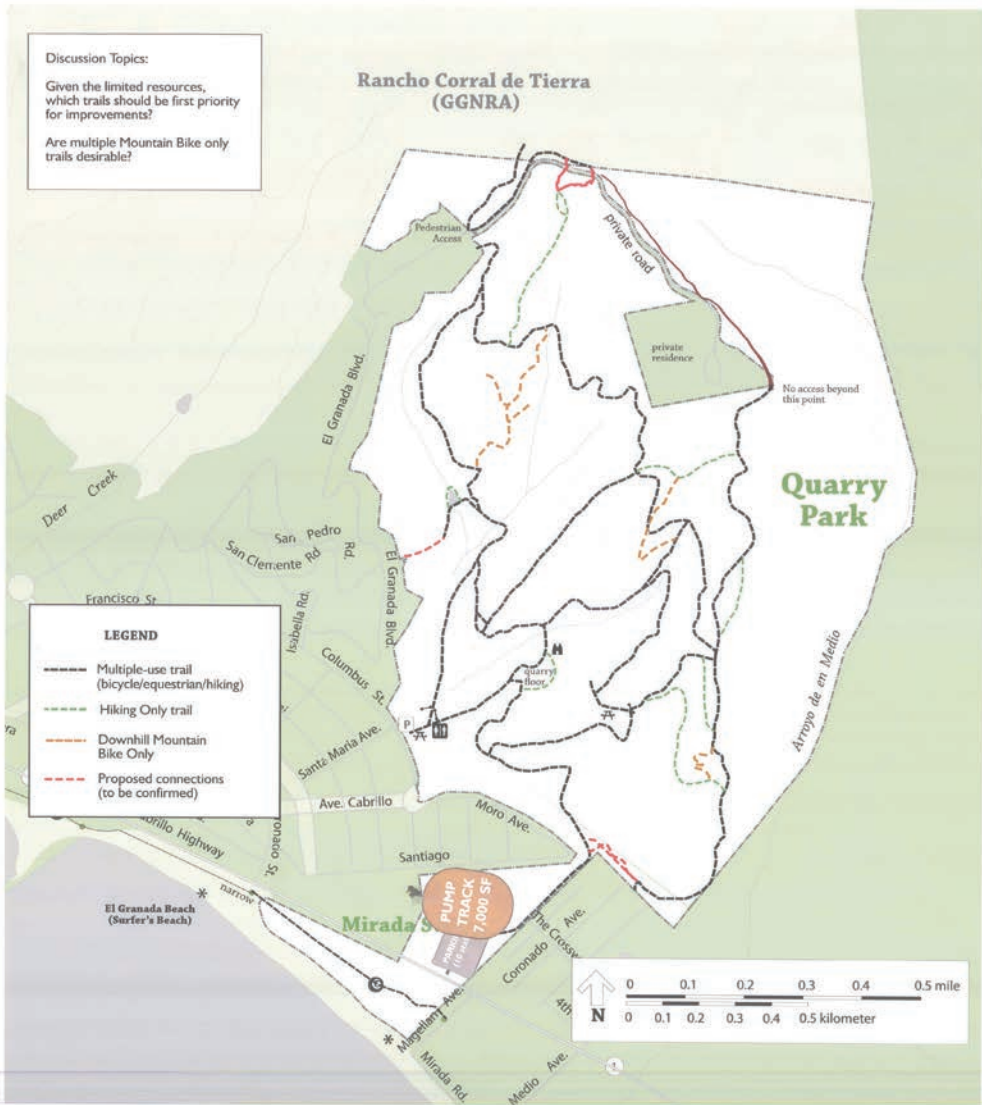 Discussion Topics:
Given the limited resources,
which trails should be first priority
for improvements?
Are multiple Mountain Bike only
trails desirable?
Rancho Corral de Tierra
(GGNRA)
Pedestrian
Access
private road
private
residence
No access beyond
this point
El Granada Blvd.
Deer Creek
Quarry
Park
San Pedro
Rd.
San Clemente Rd
El Granada Blvd.
Francisco St.
Isabella Rd.
Columbus St.
LEGEND
Multiple-use trail
(bicycle/equestrian/hiking)
Hiking Only trail
Downhill Mountain
Bike Only
Proposed connections
(to be confirmed)
quarry
floor
P
Arroyo de en Medio
Santa Maria Ave.
Ave. Cabrillo
Moro Ave.
Highway
Santiago
narrow
El Granada Beach
(Surfer's Beach)
Mirada
PUMP
TRACK
7,000 SF
The
Coronado Ave.
4th
Magellan Ave.
Mirada Rd.
Medio Ave.
1
N
0 0.1 0.2 0.3 0.4 0.5 mile
0 0.1 0.2 0.3 0.4 0.5 kilometer